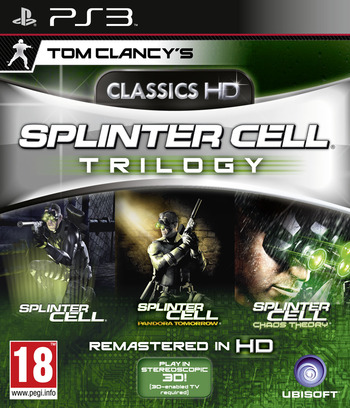 PS3
TOM CLANCY'S
CLASSICS HD
SPLINTER CELL®
TRILOGY
SPLINTER CELL
SPLINTER CELL
PANDORA TOMORROW
SPLINTER CELL
CHAOS THEORY
REMASTERED IN HD
PLAY IN
STEREOSCOPIC
3D!
(3D-enabled TV
required)
18
www.pegi.info
UBISOFT